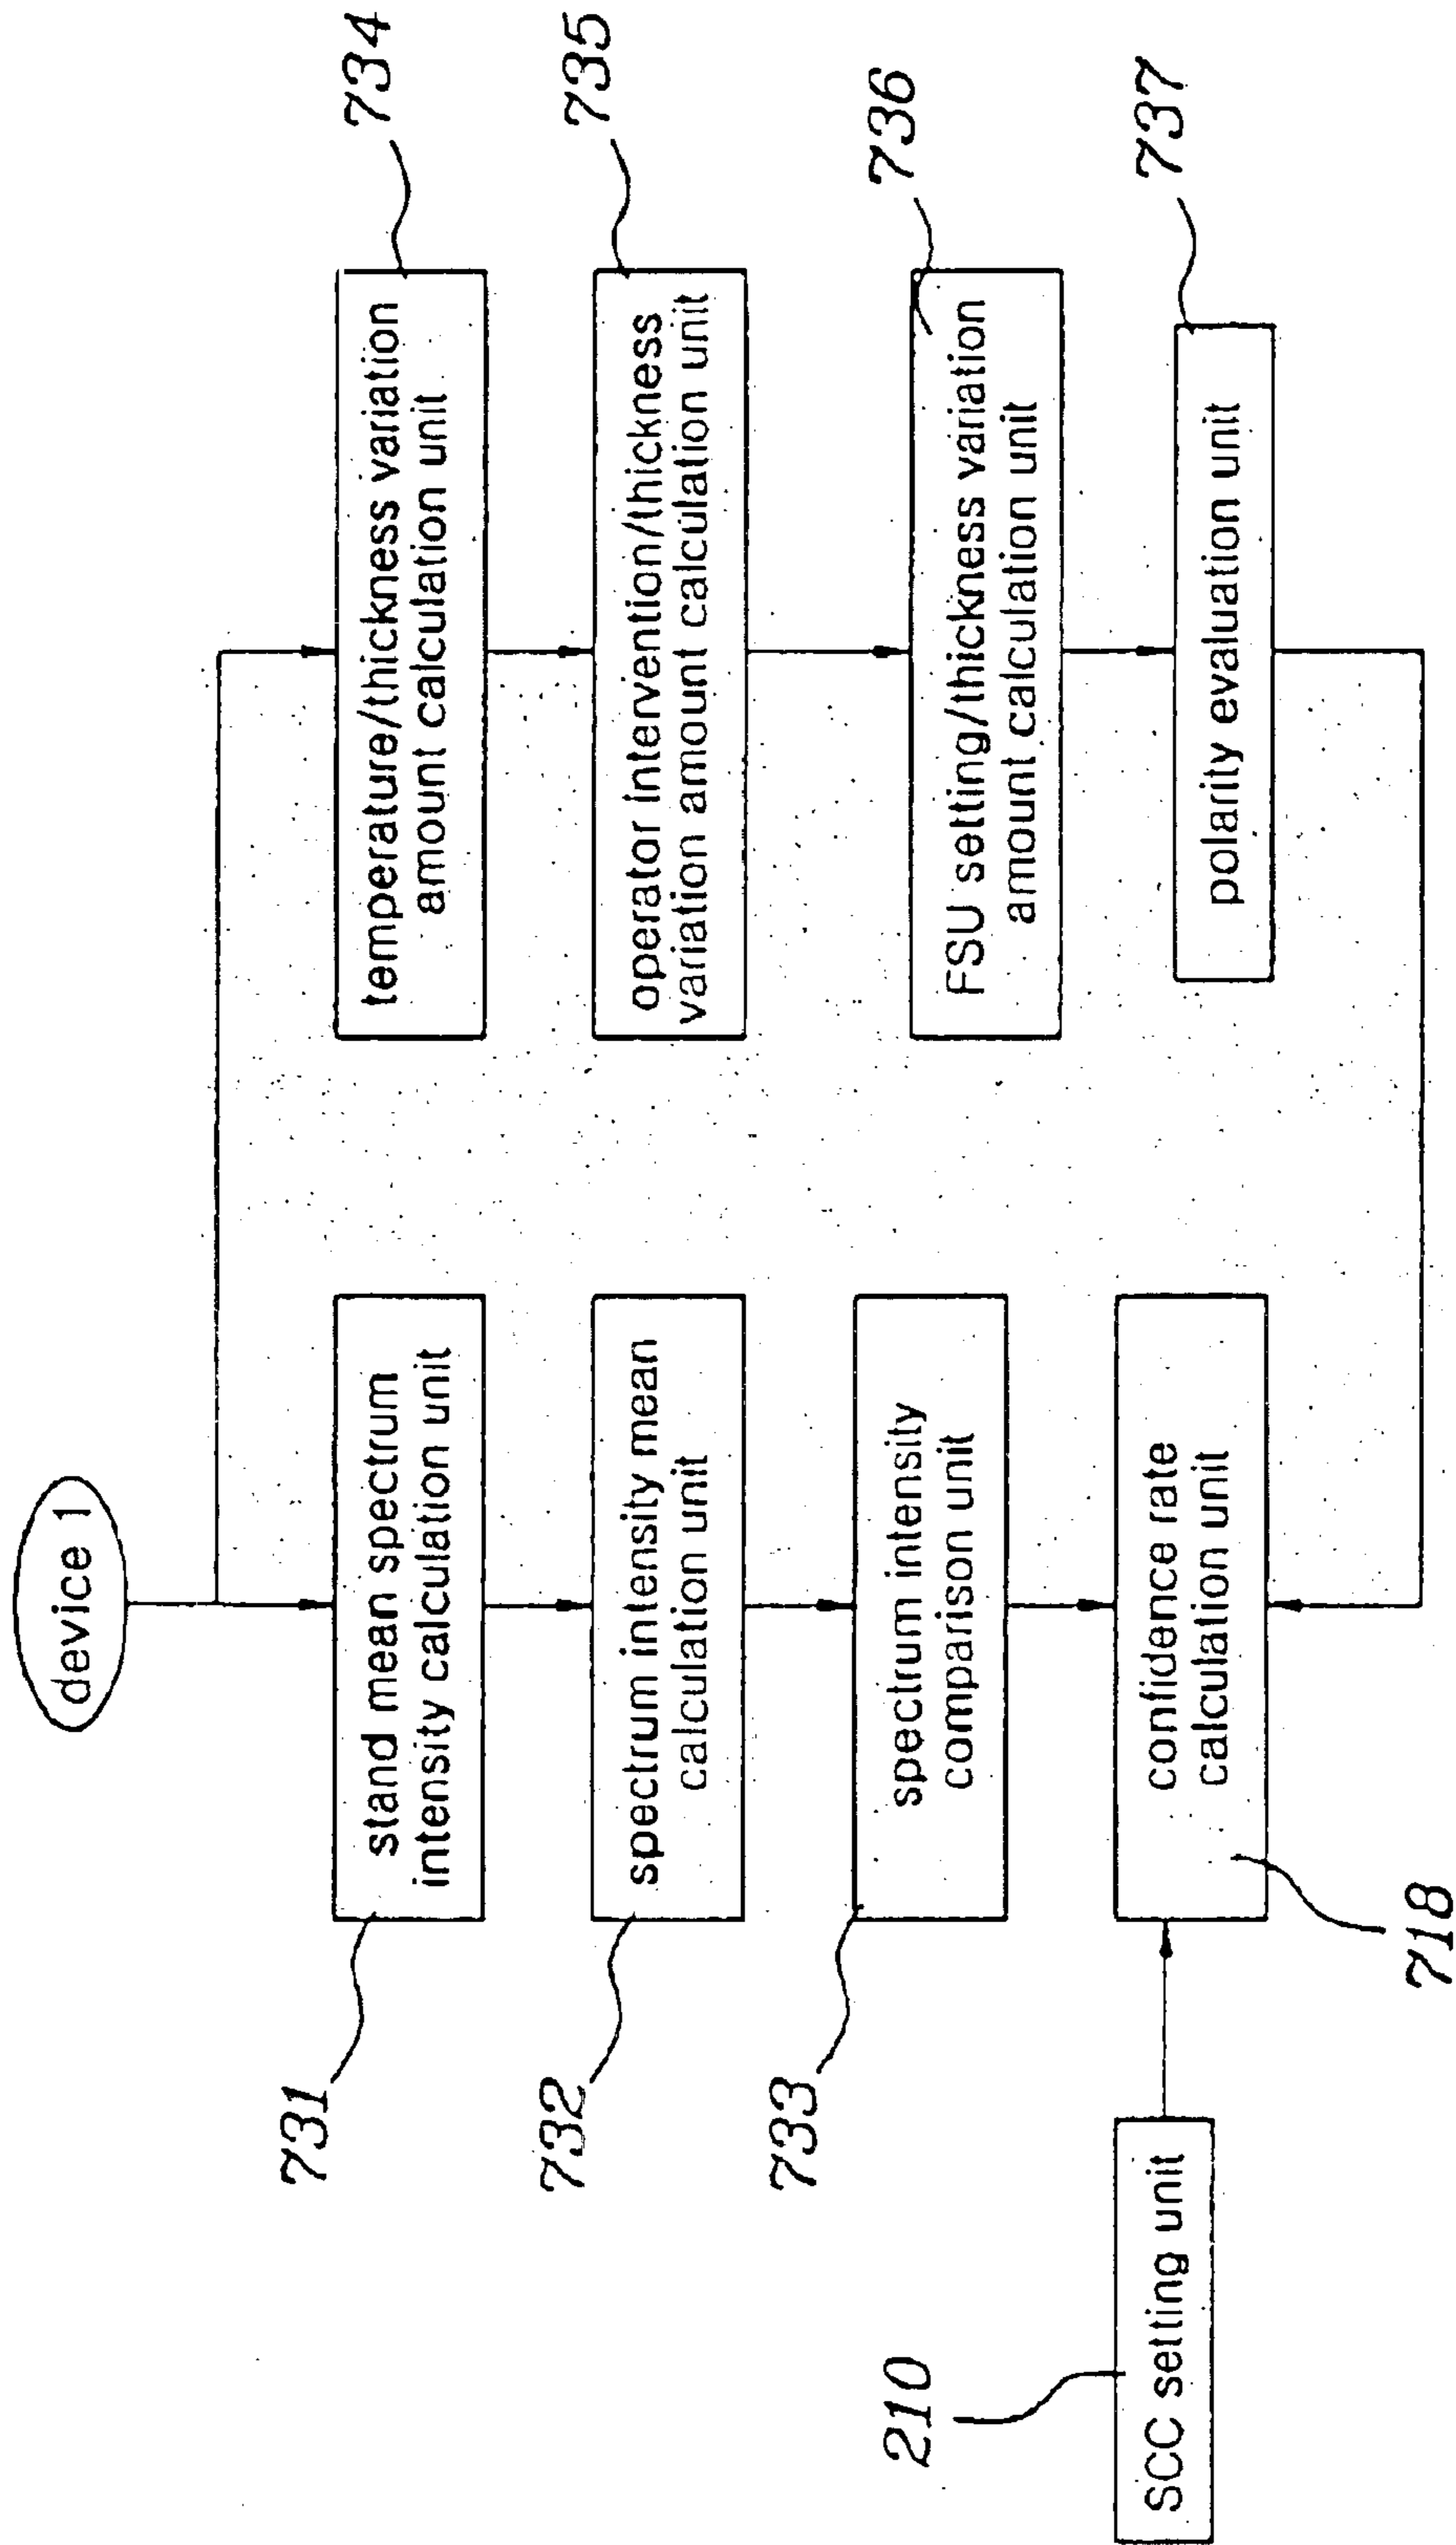 device 1
731
stand mean spectrum
intensity calculation unit
732
spectrum intensity mean
calculation unit
733
spectrum intensity
comparison unit
210
SCC setting unit
confidence rate
calculation unit
718
temperature/thickness variation
amount calculation unit
734
operator intervention/thickness
variation amount calculation unit
735
FSU setting/thickness variation
amount calculation unit
736
polarity evaluation unit
737